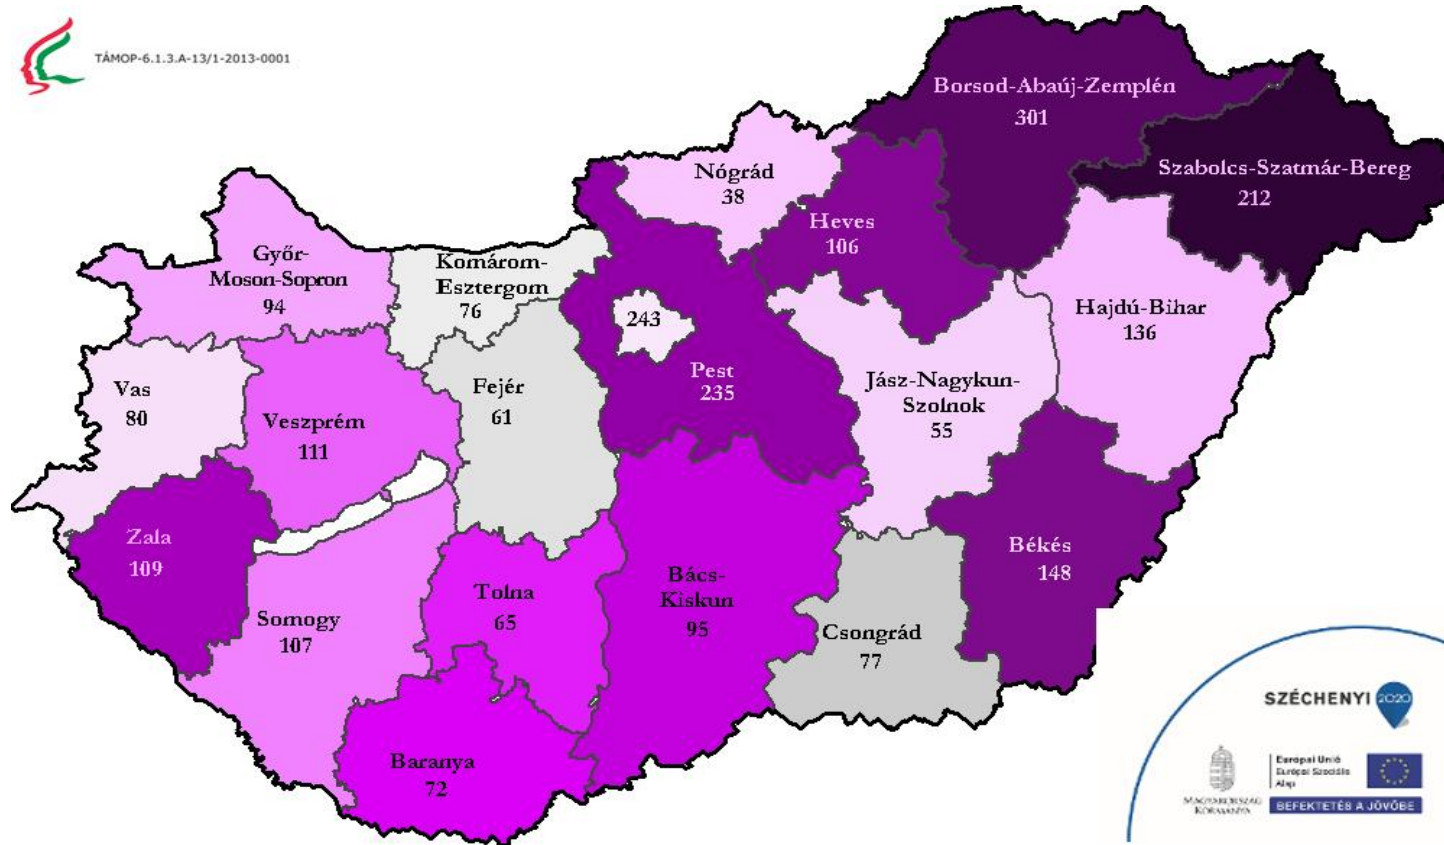 TÁMOP-6.1.3.A-13/1-2013-0001
Borsod-Abaúj-Zemplén
301
Szabolcs-Szatmár-Bereg
212
Nógrád
38
Heves
106
Győr-
Moson-Sopron
94
Komárom-
Esztergom
76
Hajdú-Bihar
136
243
Pest
235
Vas
80
Fejér
61
Jász-Nagykun-
Szolnok
55
Veszprém
111
Zala
109
Békés
148
Somogy
107
Tolna
65
Bács-
Kiskun
95
Csongrád
77
Baranya
72
SZÉCHENYI 2020
Európai Unió
Európai Szociális
Alap
MAGYARORSZÁG
KORMÁNYA
BEFEKTETÉS A JÖVŐBE